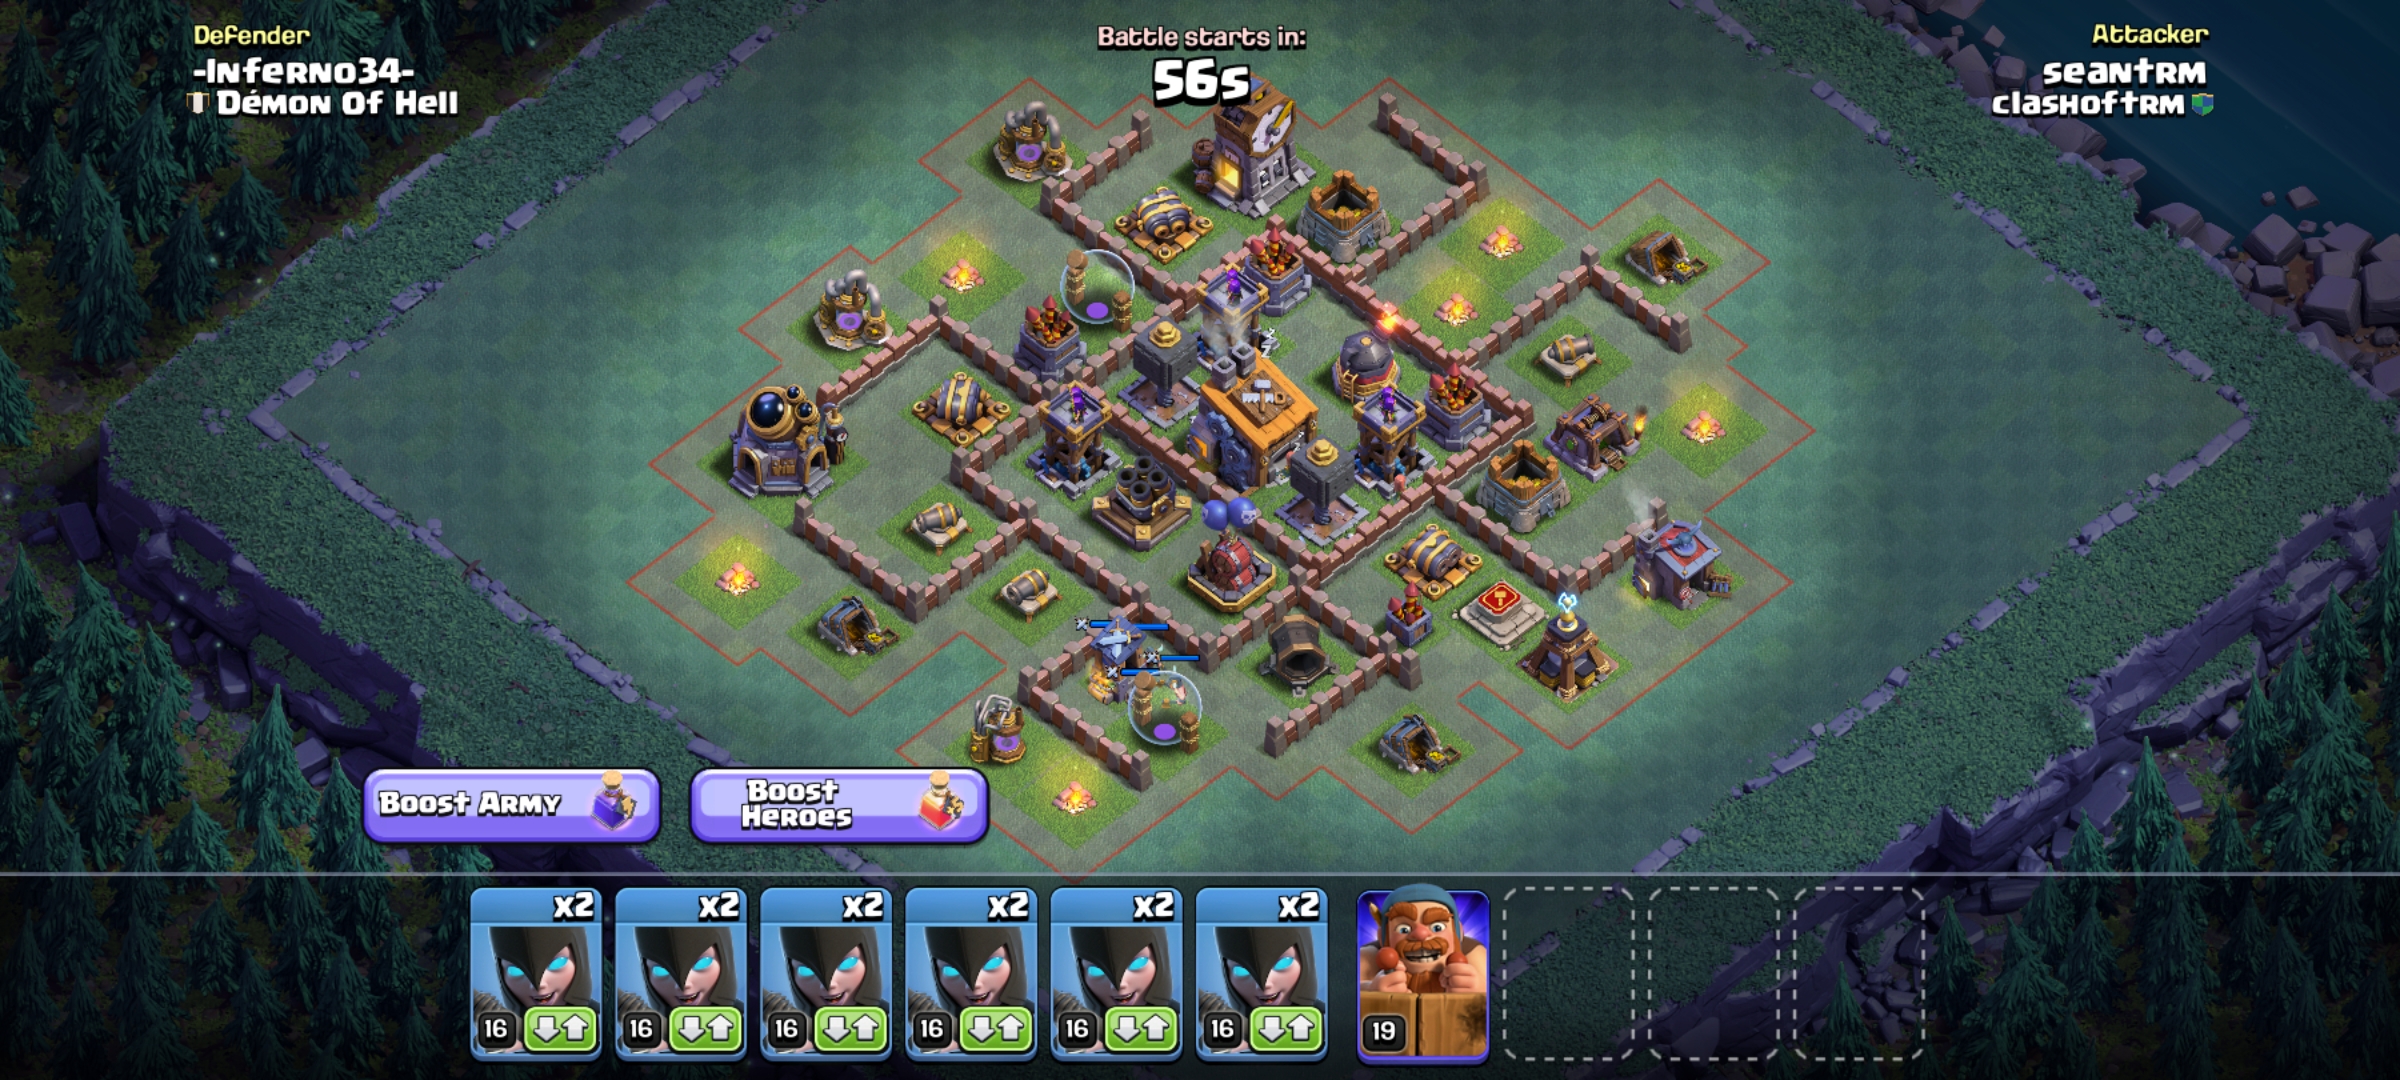 Defender
-Inferno34-
Démon Of Hell
Battle starts in:
56s
Attacker
seantRM
clashoftRM
Boost Army
Boost
Heroes
x2
x2
x2
x2
x2
x2
16
16
16
16
16
16
19